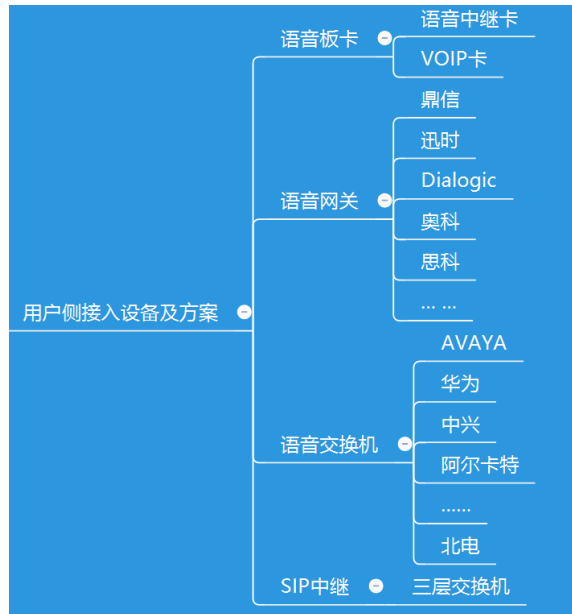 用户侧接入设备及方案
语音板卡
语音中继卡
VOIP卡
语音网关
鼎信
迅时
Dialogic
奥科
思科
... ...
语音交换机
AVAYA
华为
中兴
阿尔卡特
......
北电
SIP中继
三层交换机